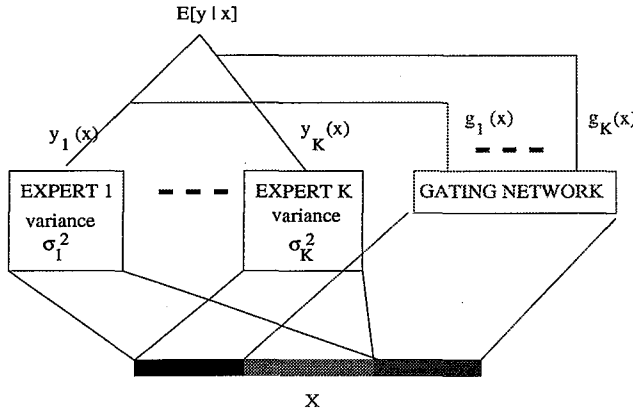 E[y | x]
y_1(x)
y_K(x)
g_1(x)
g_K(x)
EXPERT 1
variance
σ_1^2
EXPERT K
variance
σ_K^2
GATING NETWORK
X